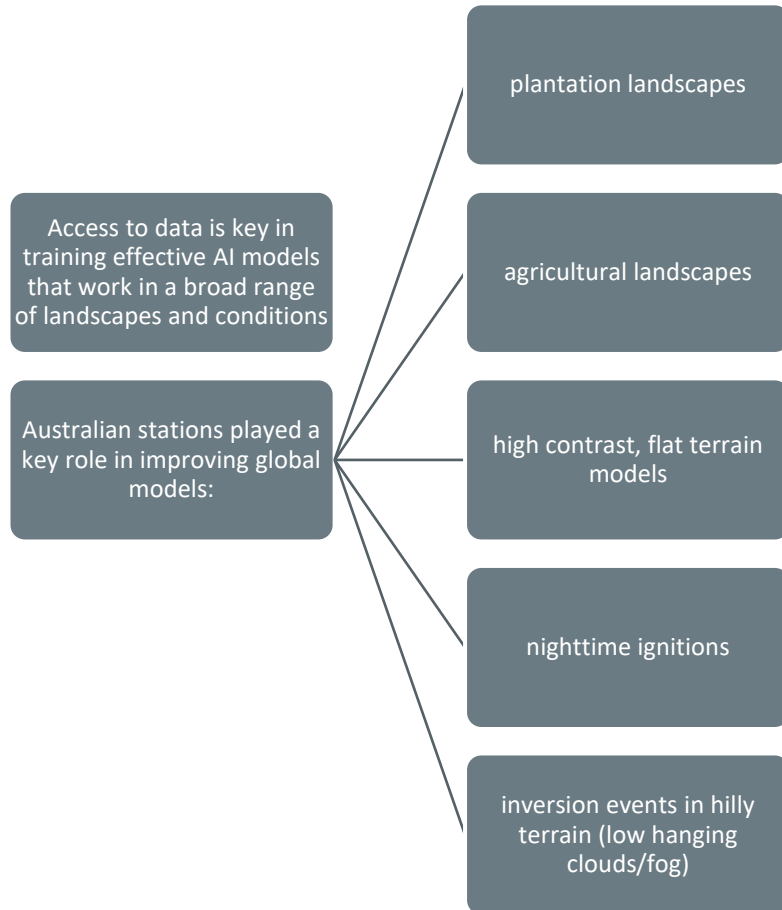 Access to data is key in
training effective AI models
that work in a broad range
of landscapes and conditions
Australian stations played a
key role in improving global
models:
plantation landscapes
agricultural landscapes
high contrast, flat terrain
models
nighttime ignitions
inversion events in hilly
terrain (low hanging
clouds/fog)